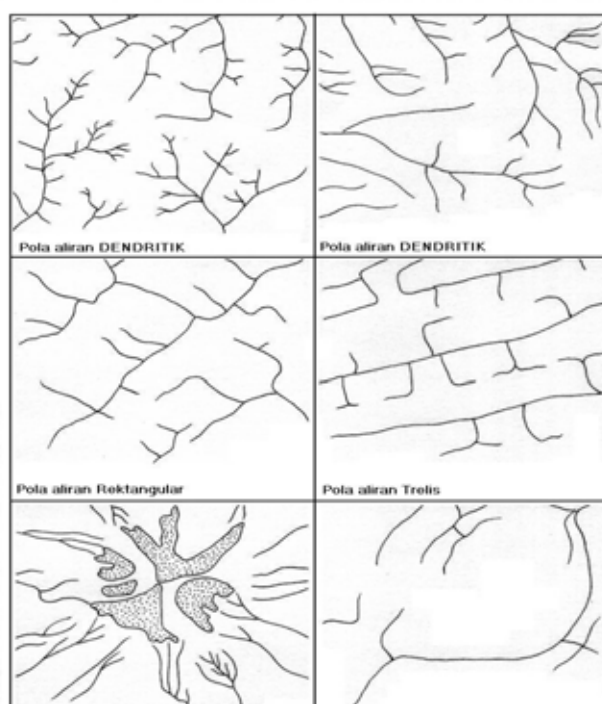 Pola aliran DENDRITIK
Pola aliran DENDRITIK
Pola aliran Rektangular
Pola aliran Trelis